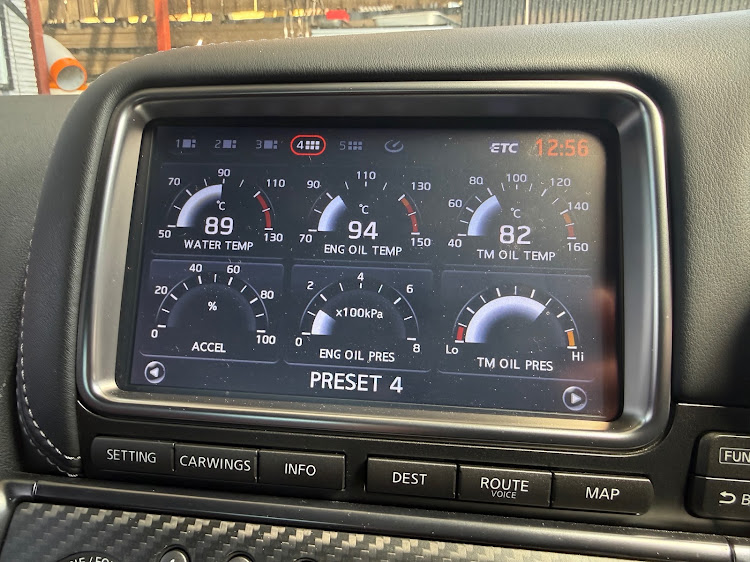 1 2 3 4 5 ETC 12:56
50 70 90 110 130
℃
89
WATER TEMP
70 90 110 130 150
℃
94
ENG OIL TEMP
40 60 80 100 120 140 160
℃
82
TM OIL TEMP
0 20 40 60 80 100
%
ACCEL
0 2 4 6 8
x100kPa
ENG OIL PRES
Lo Hi
TM OIL PRES
PRESET 4
SETTING CARWINGS INFO DEST ROUTE MAP
VOICE
FUN
B